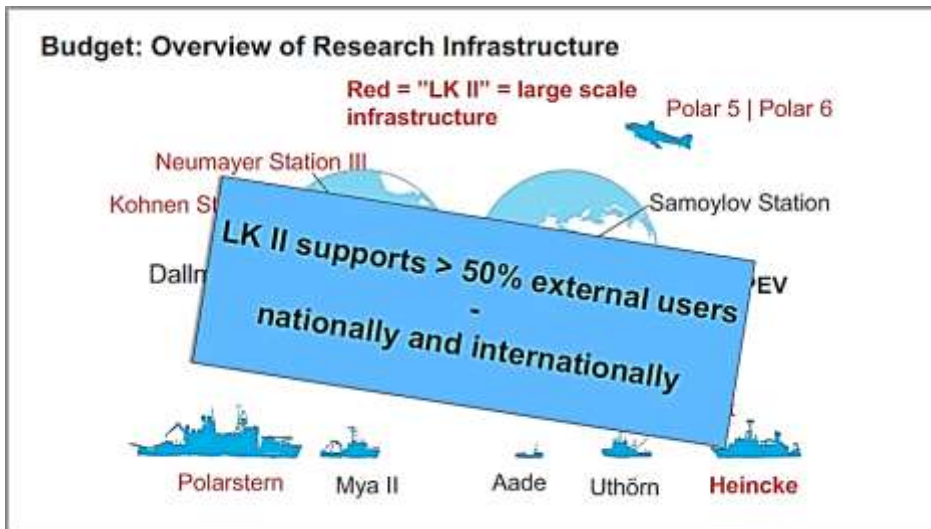 Budget: Overview of Research Infrastructure
Red = "LK II" = large scale
infrastructure
Polar 5 | Polar 6
Neumayer Station III
Kohnen
Samoylov Station
LK II supports > 50% external users
-
nationally and internationally
Polarstern
Mya II
Aade
Uthörn
Heincke